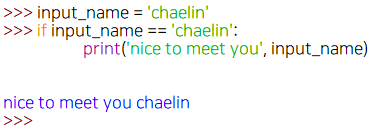 >>> input_name = 'chaelin'
>>> if input_name == 'chaelin':
print('nice to meet you', input_name)
nice to meet you chaelin
>>>